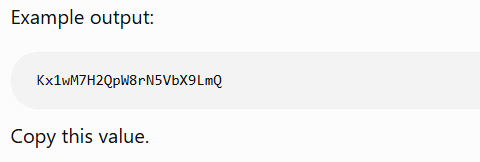 Example output:
Kx1wM7H2QpW8rN5VbX9LmQ
Copy this value.